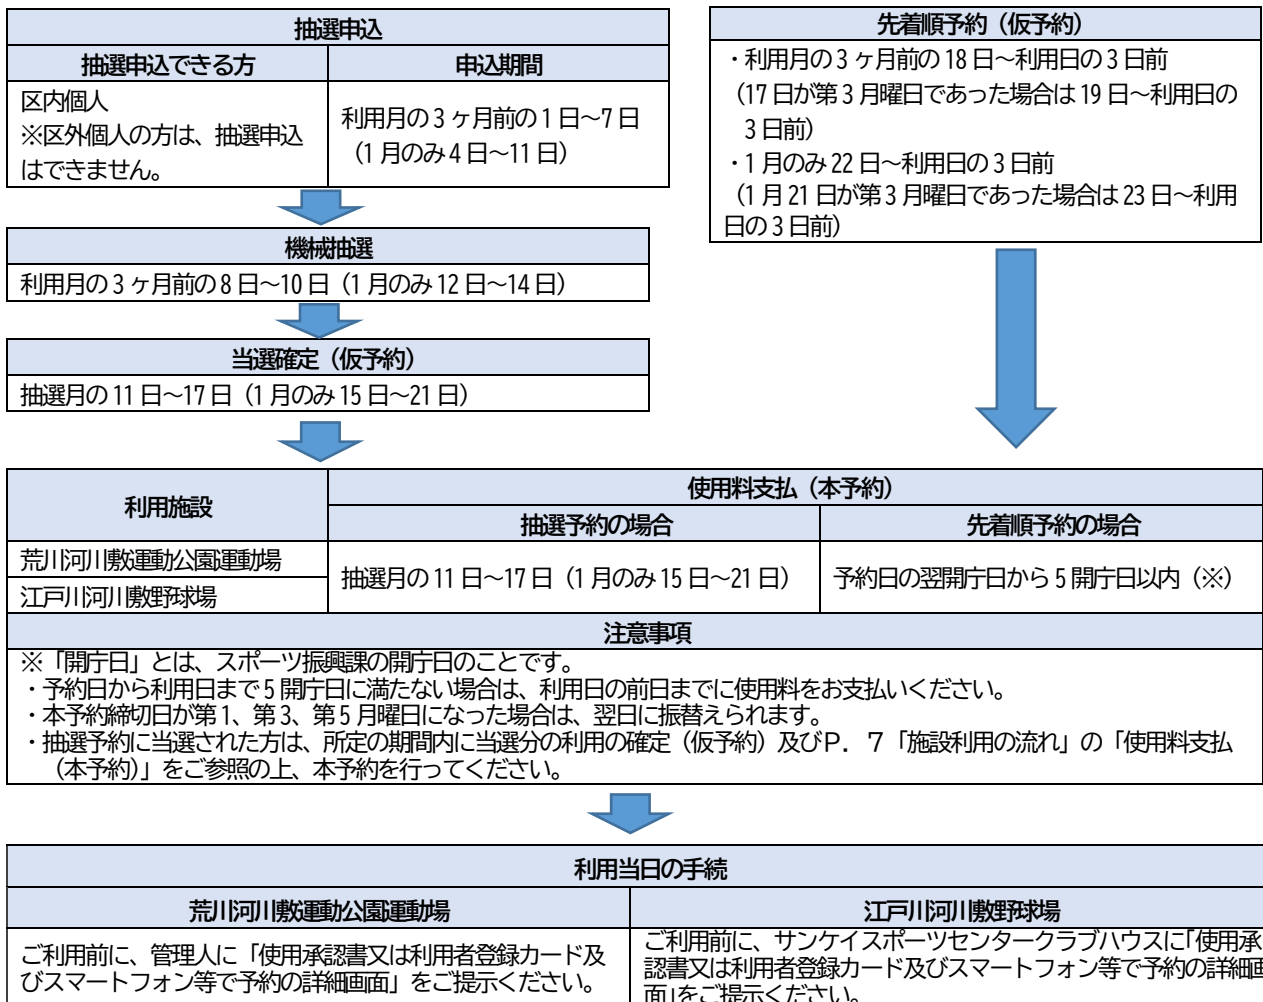 抽選申込
抽選申込できる方
申込期間
区内個人
※区外個人の方は、抽選申込
はできません。
利用月の3ヶ月前の1日～7日
（1月のみ4日～11日）
機械抽選
利用月の3ヶ月前の8日～10日（1月のみ12日～14日）
当選確定（仮予約）
抽選月の11日～17日（1月のみ15日～21日）
先着順予約（仮予約）
・利用月の3ヶ月前の18日～利用日の3日前
（17日が第3月曜日であった場合は19日～利用日の
3日前）
・1月のみ22日～利用日の3日前
（1月21日が第3月曜日であった場合は23日～利用
日の3日前）
利用施設
使用料支払（本予約）
抽選予約の場合
先着順予約の場合
荒川河川敷運動公園運動場
江戸川河川敷野球場
抽選月の11日～17日（1月のみ15日～21日）
予約日の翌開庁日から5開庁日以内（※）
注意事項
※「開庁日」とは、スポーツ振興課の開庁日のことです。
・予約日から利用日まで5開庁日に満たない場合は、利用日の前日までに使用料をお支払いください。
・本予約締切日が第1、第3、第5月曜日になった場合は、翌日に振替えられます。
・抽選予約に当選された方は、所定の期間内に当選分の利用の確定（仮予約）及びP．7「施設利用の流れ」の「使用料支払
（本予約）」をご参照の上、本予約を行ってください。
利用当日の手続
荒川河川敷運動公園運動場
江戸川河川敷野球場
ご利用前に、管理人に「使用承認書又は利用者登録カード及
びスマートフォン等で予約の詳細画面」をご提示ください。
ご利用前に、サンケイスポーツセンタークラブハウスに「使用承
認書又は利用者登録カード及びスマートフォン等で予約の詳細画
面」をご提示ください。